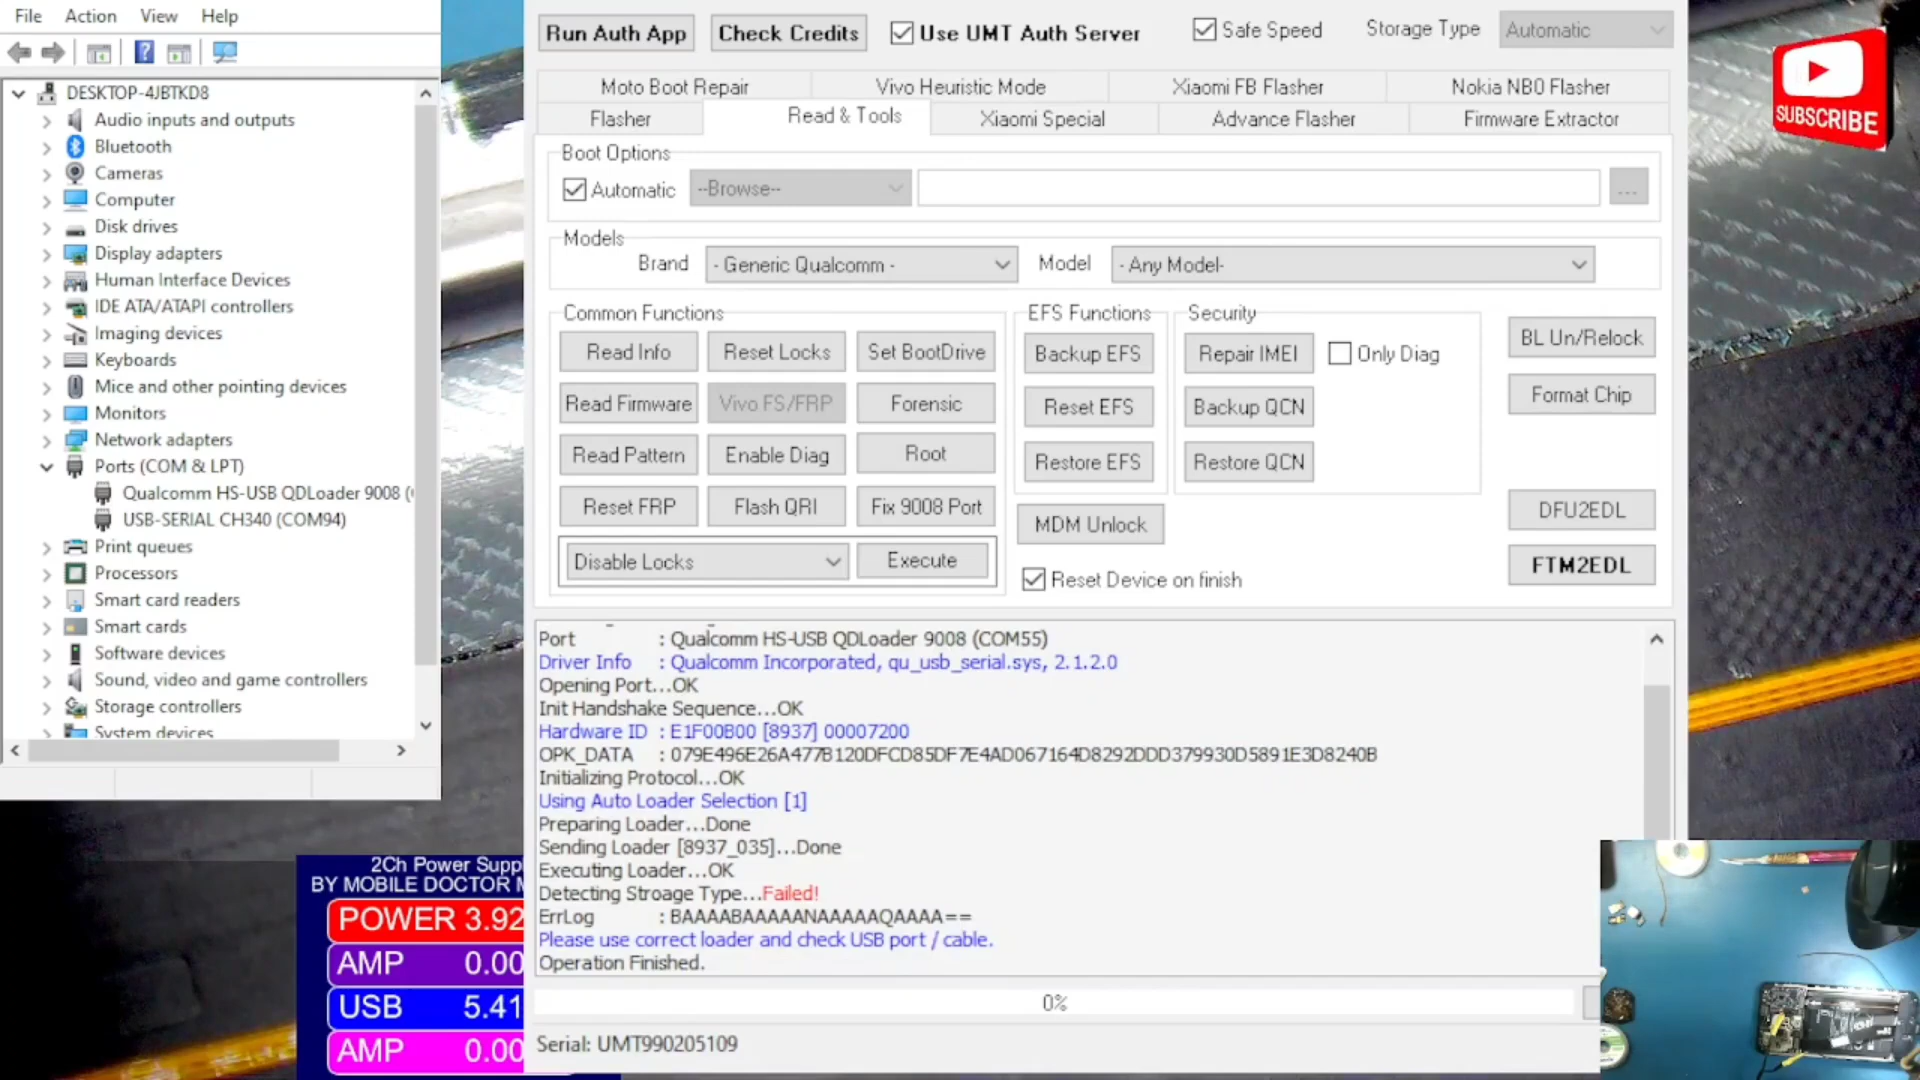 File Action View Help
DESKTOP-4JBTKD8
Audio inputs and outputs
Bluetooth
Cameras
Computer
Disk drives
Display adapters
Human Interface Devices
IDE ATA/ATAPI controllers
Imaging devices
Keyboards
Mice and other pointing devices
Monitors
Network adapters
Ports (COM & LPT)
Qualcomm HS-USB QDLoader 9008 (
USB-SERIAL CH340 (COM94)
Print queues
Processors
Smart card readers
Smart cards
Software devices
Sound, video and game controllers
Storage controllers
System devices
2Ch Power Suppl
BY MOBILE DOCTOR M
POWER 3.92
AMP 0.00
USB 5.41
AMP 0.00
Run Auth App Check Credits Use UMT Auth Server Safe Speed Storage Type Automatic
Moto Boot Repair Vivo Heuristic Mode Xiaomi FB Flasher Nokia NB0 Flasher
Flasher Read & Tools Xiaomi Special Advance Flasher Firmware Extractor
Boot Options
Automatic --Browse-- ...
Models
Brand - Generic Qualcomm - Model - Any Model-
Common Functions EFS Functions Security
Read Info Reset Locks Set BootDrive Backup EFS Repair IMEI Only Diag BL Un/Relock
Read Firmware Vivo FS/FRP Forensic Reset EFS Backup QCN Format Chip
Read Pattern Enable Diag Root Restore EFS Restore QCN
Reset FRP Flash QRI Fix 9008 Port MDM Unlock DFU2EDL
Disable Locks Execute Reset Device on finish FTM2EDL
Port : Qualcomm HS-USB QDLoader 9008 (COM55)
Driver Info : Qualcomm Incorporated, qu_usb_serial.sys, 2.1.2.0
Opening Port...OK
Init Handshake Sequence...OK
Hardware ID : E1F00B00 [8937] 00007200
OPK_DATA : 079E496E26A477B120DFCD85DF7E4AD067164D8292DDD379930D5891E3D8240B
Initializing Protocol...OK
Using Auto Loader Selection [1]
Preparing Loader...Done
Sending Loader [8937_035]...Done
Executing Loader...OK
Detecting Stroage Type...Failed!
ErrLog : BAAAABAAAAANAAAAAQAAAA==
Please use correct loader and check USB port / cable.
Operation Finished.
0%
Serial: UMT990205109
SUBSCRIBE